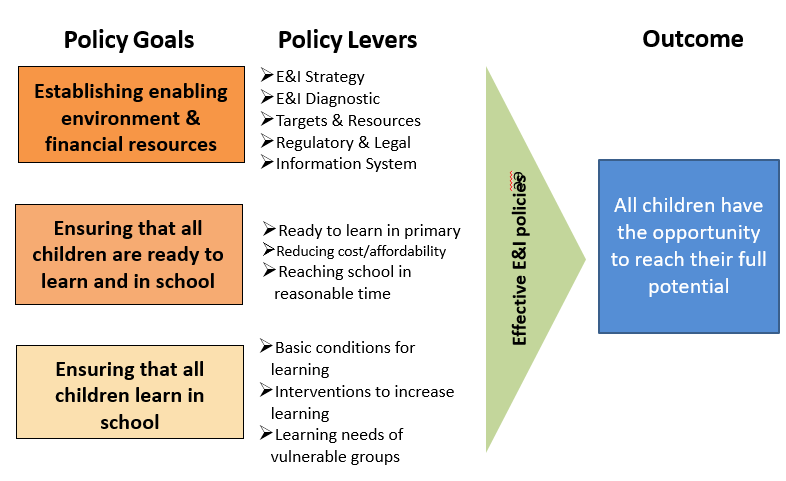 Policy Goals
Policy Levers
Outcome
Establishing enabling
environment &
financial resources
E&I Strategy
E&I Diagnostic
Targets & Resources
Regulatory & Legal
Information System
Ensuring that all
children are ready to
learn and in school
Ready to learn in primary
Reducing cost/affordability
Reaching school in
reasonable time
Ensuring that all
children learn in
school
Basic conditions for
learning
Interventions to increase
learning
Learning needs of
vulnerable groups
Effective E&I policies
All children have
the opportunity
to reach their full
potential